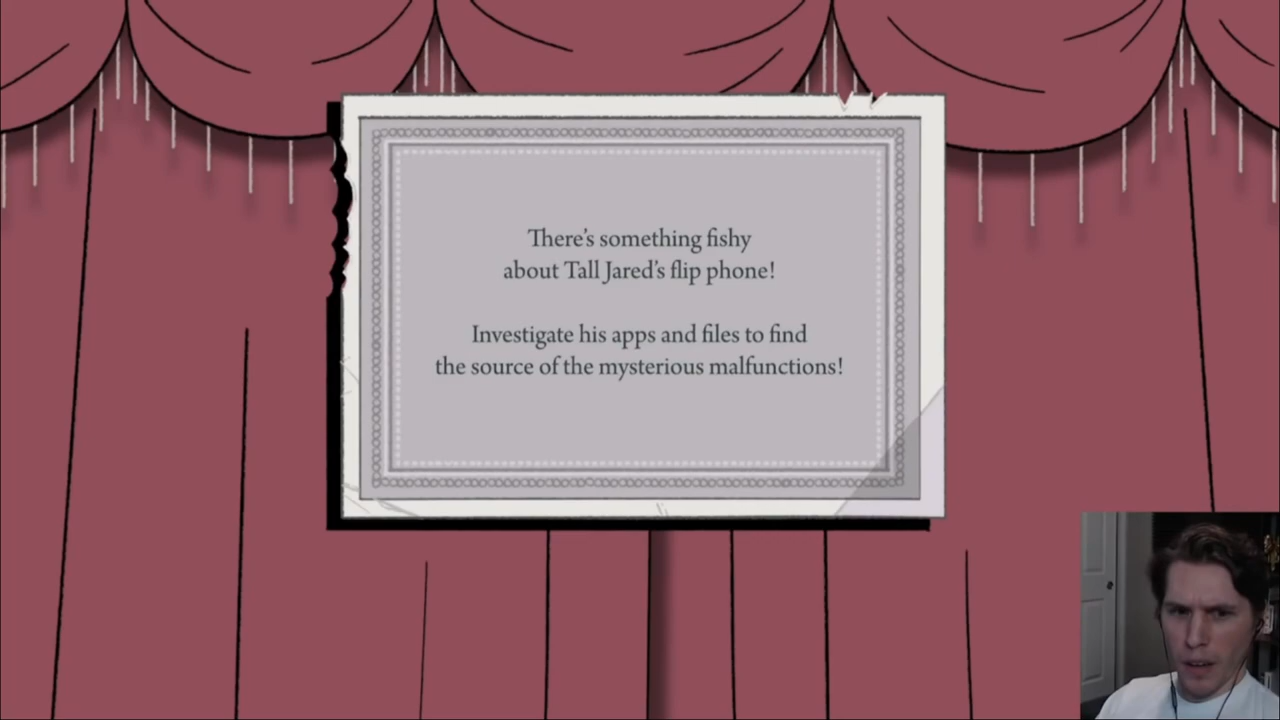 There's something fishy
about Tall Jared's flip phone!
Investigate his apps and files to find
the source of the mysterious malfunctions!